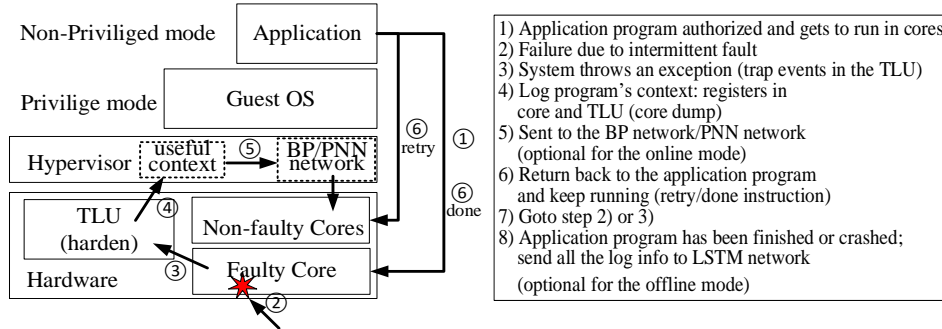 Non-Priviliged mode
Application
Privilige mode
Guest OS
⑥
retry
①
Hypervisor
useful
context
⑤
BP/PNN
network
⑥
done
④
TLU
(harden)
Non-faulty Cores
③
Faulty Core
Hardware
②
1) Application program authorized and gets to run in cores
2) Failure due to intermittent fault
3) System throws an exception (trap events in the TLU)
4) Log program's context: registers in
core and TLU (core dump)
5) Sent to the BP network/PNN network
(optional for the online mode)
6) Return back to the application program
and keep running (retry/done instruction)
7) Goto step 2) or 3)
8) Application program has been finished or crashed;
send all the log info to LSTM network
(optional for the offline mode)